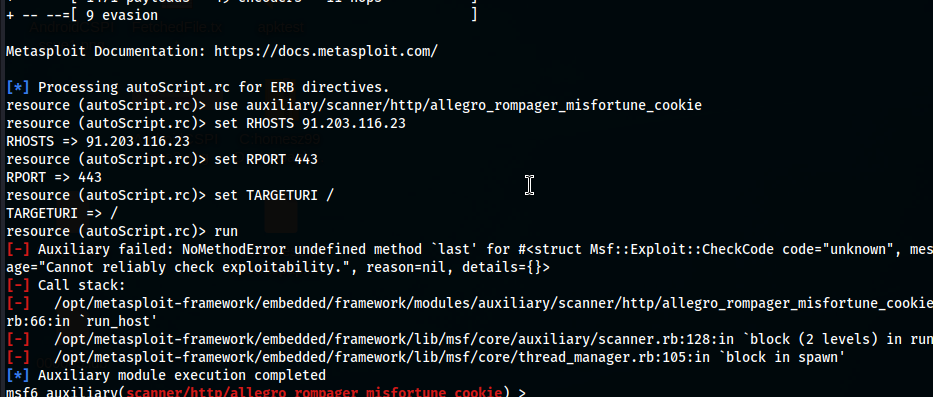 + -- --=[ 9 evasion ]
Metasploit Documentation: https://docs.metasploit.com/
[*] Processing autoScript.rc for ERB directives.
resource (autoScript.rc)> use auxiliary/scanner/http/allegro_rompager_misfortune_cookie
resource (autoScript.rc)> set RHOSTS 91.203.116.23
RHOSTS => 91.203.116.23
resource (autoScript.rc)> set RPORT 443
RPORT => 443
resource (autoScript.rc)> set TARGETURI /
TARGETURI => /
resource (autoScript.rc)> run
[-] Auxiliary failed: NoMethodError undefined method `last' for #<struct Msf::Exploit::CheckCode code="unknown", mes
age="Cannot reliably check exploitability.", reason=nil, details={}>
[-] Call stack:
[-]   /opt/metasploit-framework/embedded/framework/modules/auxiliary/scanner/http/allegro_rompager_misfortune_cookie
rb:66:in `run_host'
[-]   /opt/metasploit-framework/embedded/framework/lib/msf/core/auxiliary/scanner.rb:128:in `block (2 levels) in run
[-]   /opt/metasploit-framework/embedded/framework/lib/msf/core/thread_manager.rb:105:in `block in spawn'
[*] Auxiliary module execution completed
msf6 auxiliary(scanner/http/allegro_rompager_misfortune_cookie) >